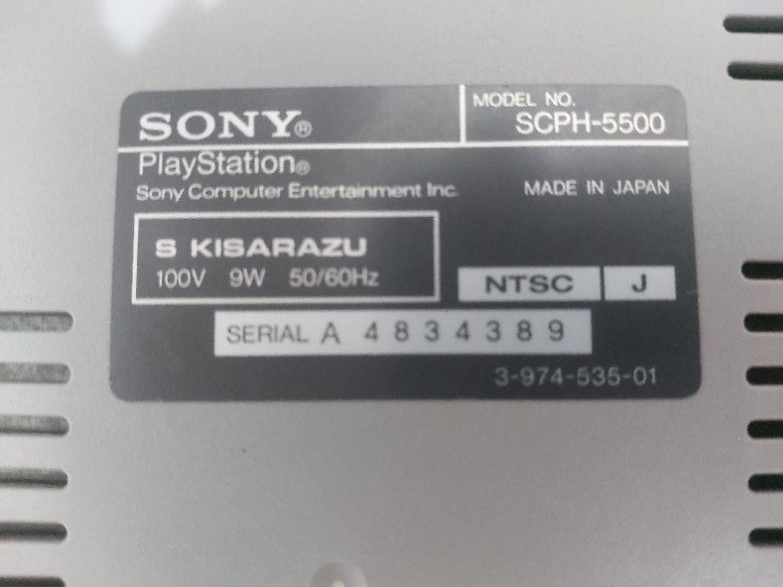 SONY®
MODEL NO.
SCPH-5500
PlayStation®
Sony Computer Entertainment Inc.
MADE IN JAPAN
S KISARAZU
100V 9W 50/60Hz
NTSC J
SERIAL A 4834389
3-974-535-01